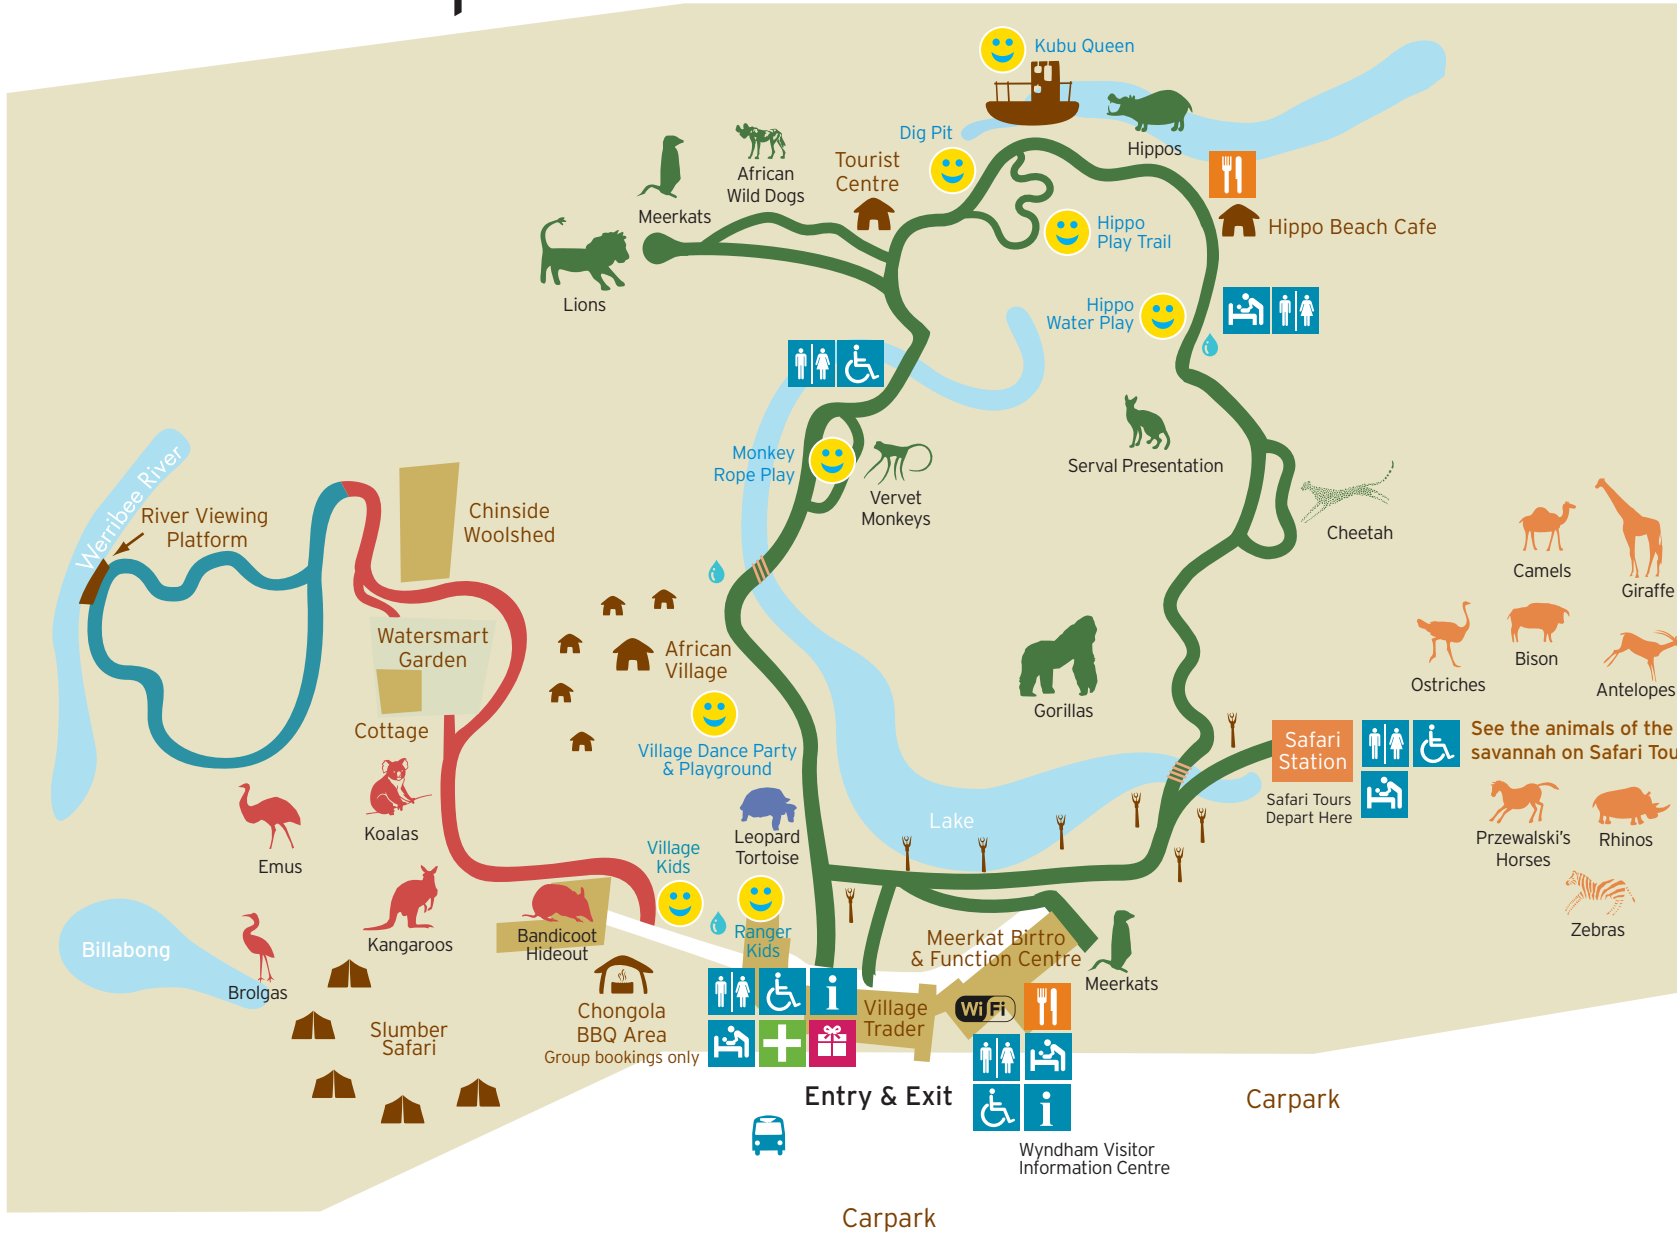 Kubu Queen
Dig Pit
Hippos
Tourist
Centre
African
Wild Dogs
Meerkats
Lions
Hippo
Play Trail
Hippo Beach Cafe
Hippo
Water Play
Monkey
Rope Play
Vervet
Monkeys
Serval Presentation
Cheetah
Camels
Giraffe
Ostriches
Bison
Antelopes
Werribee River
River Viewing
Platform
Chinside
Woolshed
Watersmart
Garden
Cottage
African
Village
Village Dance Party
& Playground
Gorillas
Safari
Station
See the animals of the
savannah on Safari Tou
Safari Tours
Depart Here
Przewalski's
Horses
Rhinos
Zebras
Lake
Leopard
Tortoise
Village
Kids
Ranger
Kids
Koalas
Emus
Kangaroos
Bandicoot
Hideout
Billabong
Brolgas
Slumber
Safari
Chongola
BBQ Area
Group bookings only
i
Village
Trader
Meerkat Birtro
& Function Centre
Meerkats
Wi Fi
i
Entry & Exit
Wyndham Visitor
Information Centre
Carpark
Carpark